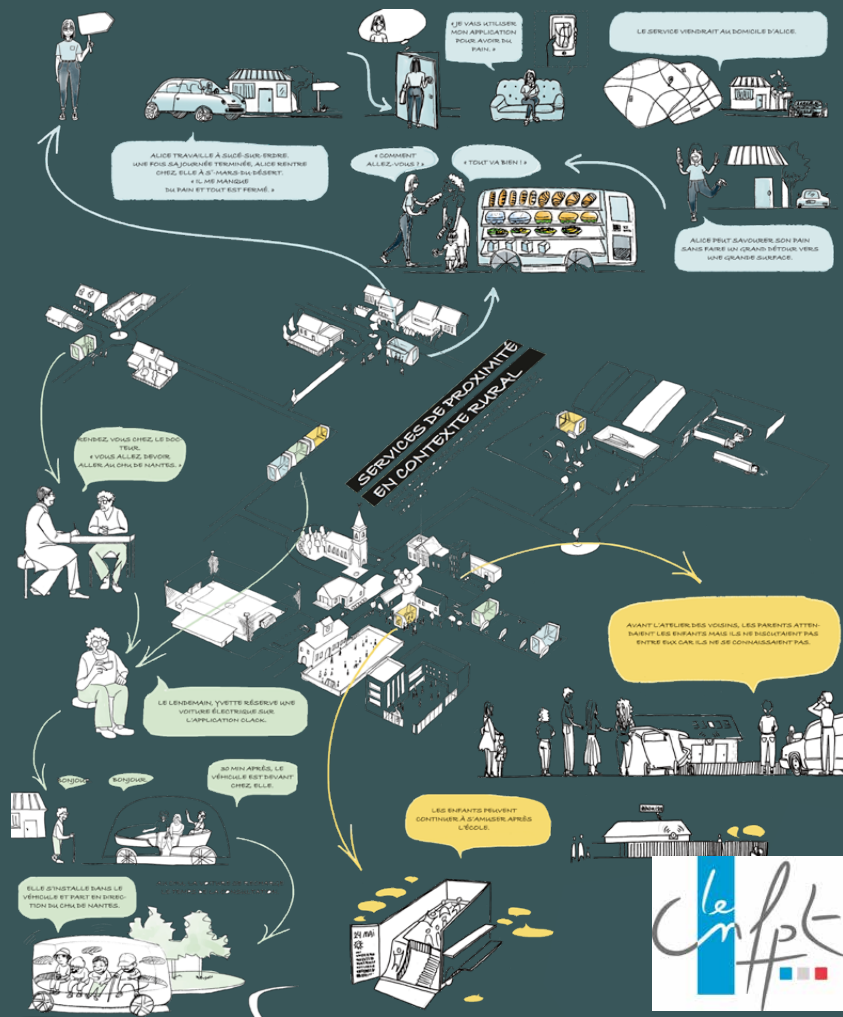 « JE VAIS UTILISER
MON APPLICATION
POUR AVOIR DU
PAIN. »
LE SERVICE VIENDRAIT AU DOMICILE D'ALICE.
ALICE TRAVAILLE À SUCÉ-SUR-ERDRE.
UNE FOIS SA JOURNÉE TERMINÉE, ALICE RENTRE
CHEZ ELLE À S'-MARS-DU DÉSERT.
« IL ME MANQUE
DU PAIN ET TOUT EST FERMÉ. »
« COMMENT
ALLEZ-VOUS ? »
« TOUT VA BIEN ! »
ALICE PEUT SAVOURER SON PAIN
SANS FAIRE UN GRAND DÉTOUR VERS
UNE GRANDE SURFACE.
SERVICES DE PROXIMITÉ
EN CONTEXTE RURAL
RENDEZ, VOUS CHEZ LE DOC-
TEUR.
« VOUS ALLEZ DEVOIR
ALLER AU CHU DE NANTES. »
AVANT L'ATELIER DES VOISINS, LES PARENTS ATTEN-
DAIENT LES ENFANTS MAIS ILS NE DISCUTAIENT PAS
ENTRE EUX CAR ILS NE SE CONNAISSAIENT PAS.
LE LENDEMAIN, YVETTE RÉSERVE UNE
VOITURE ÉLECTRIQUE SUR
L'APPLICATION CLACK.
BONJOUR
BONJOUR
30 MIN APRÈS, LE
VÉHICULE EST DEVANT
CHEZ ELLE.
LES ENFANTS PEUVENT
CONTINUER À S'AMUSER APRÈS
L'ÉCOLE.
ELLE S'INSTALLE DANS LE
VÉHICULE ET PART EN DIREC-
TION DU CHU DE NANTES.
24 MAI
le
cnfpt